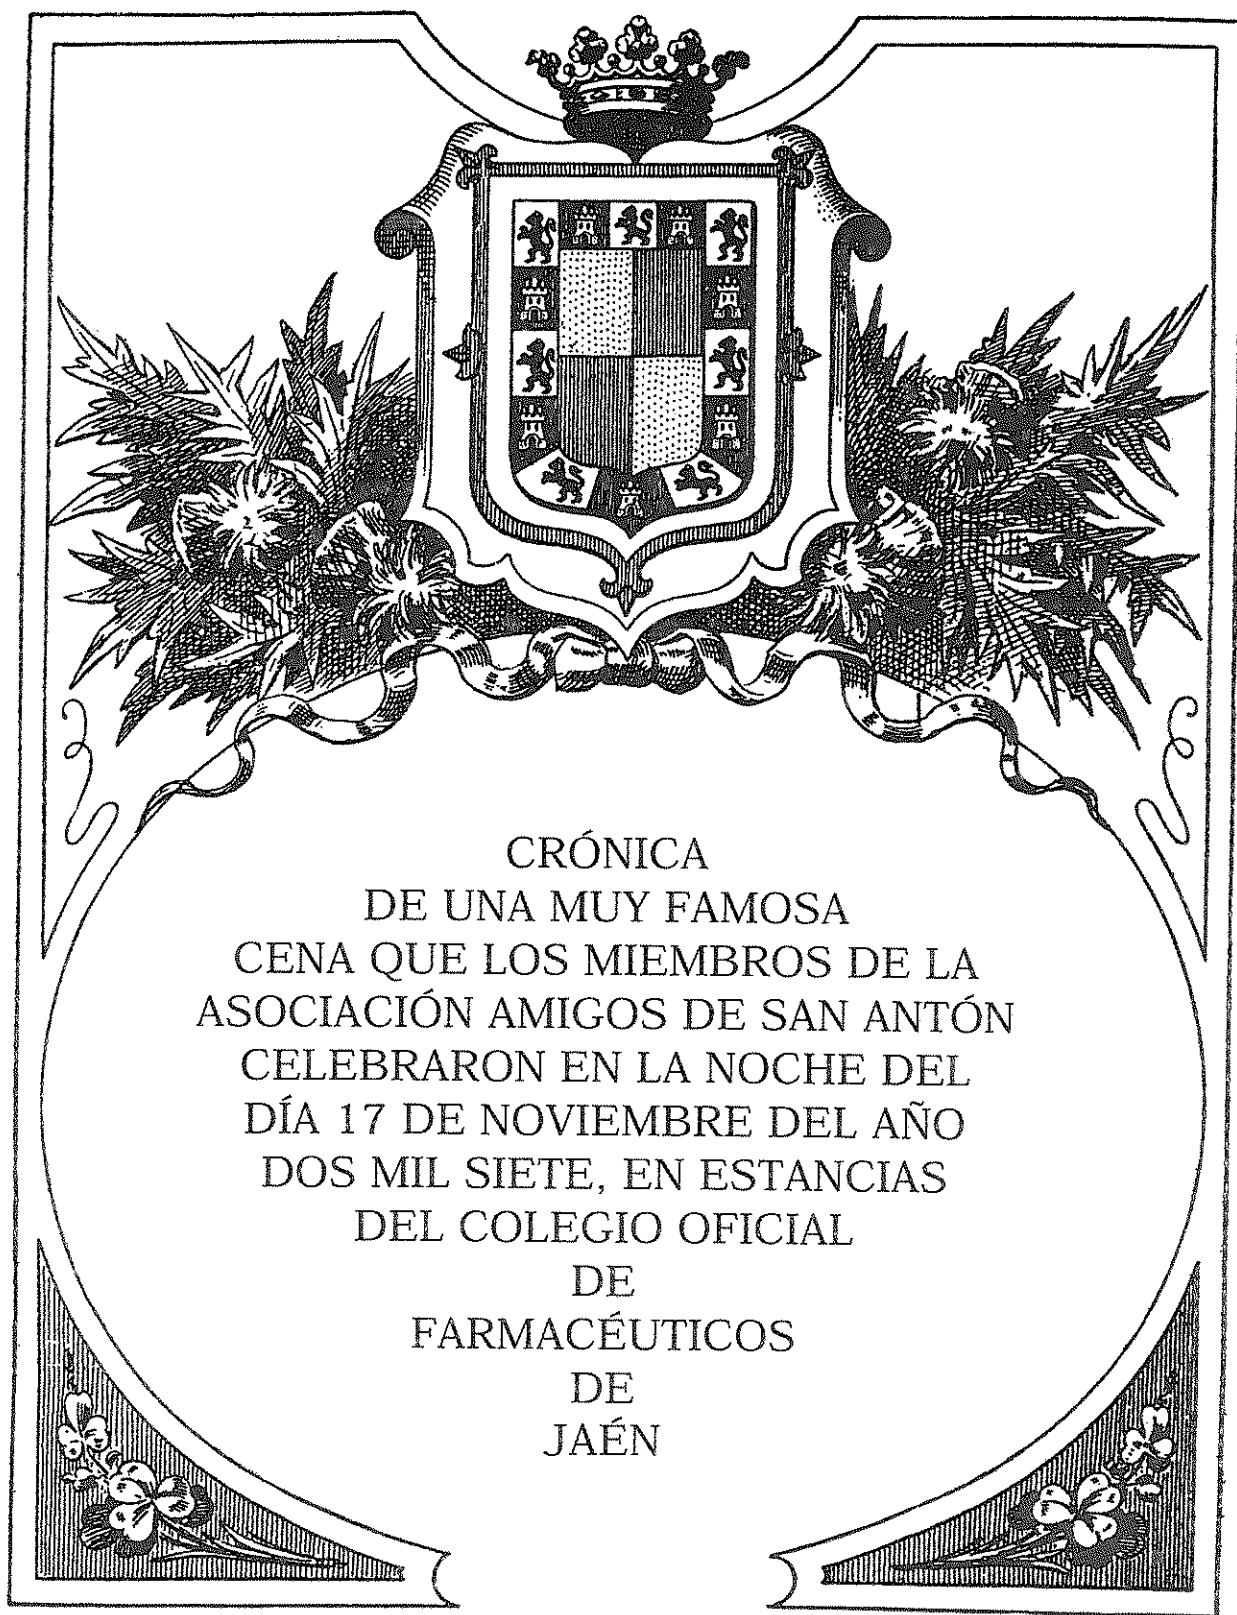 CRÓNICA
DE UNA MUY FAMOSA
CENA QUE LOS MIEMBROS DE LA
ASOCIACIÓN AMIGOS DE SAN ANTÓN
CELEBRARON EN LA NOCHE DEL
DÍA 17 DE NOVIEMBRE DEL AÑO
DOS MIL SIETE, EN ESTANCIAS
DEL COLEGIO OFICIAL
DE
FARMACÉUTICOS
DE
JAÉN